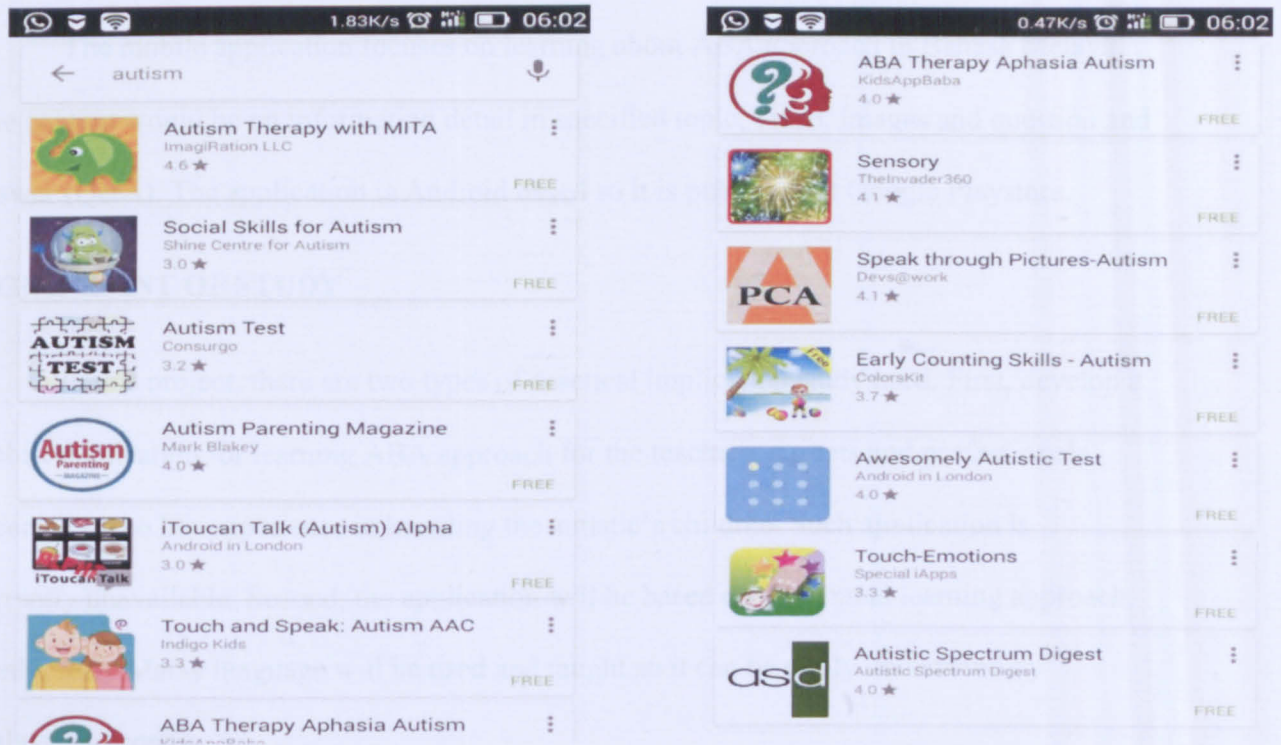 1.83K/s 06:02
autism
Autism Therapy with MITA
ImagiRation LLC
4.6 ★
FREE
Social Skills for Autism
Shine Centre for Autism
3.0 ★
FREE
AUTISM
TEST
Autism Test
Consurgo
3.2 ★
FREE
Autism
Parenting
MAGAZINE
Autism Parenting Magazine
Mark Blakey
4.0 ★
FREE
iToucan Talk
iToucan Talk (Autism) Alpha
Android in London
3.0 ★
FREE
Touch and Speak: Autism AAC
Indigo Kids
3.3 ★
FREE
ABA Therapy Aphasia Autism
KidsAppBaba
0.47K/s 06:02
ABA Therapy Aphasia Autism
KidsAppBaba
4.0 ★
FREE
Sensory
TheInvader360
4.1 ★
FREE
PCA
Speak through Pictures-Autism
Devs@work
4.1 ★
FREE
free
Early Counting Skills - Autism
ColorsKit
3.7 ★
FREE
Awesomely Autistic Test
Android in London
4.0 ★
FREE
Touch-Emotions
Special iApps
3.3 ★
FREE
asd
Autistic Spectrum Digest
Autistic Spectrum Digest
4.0 ★
FREE